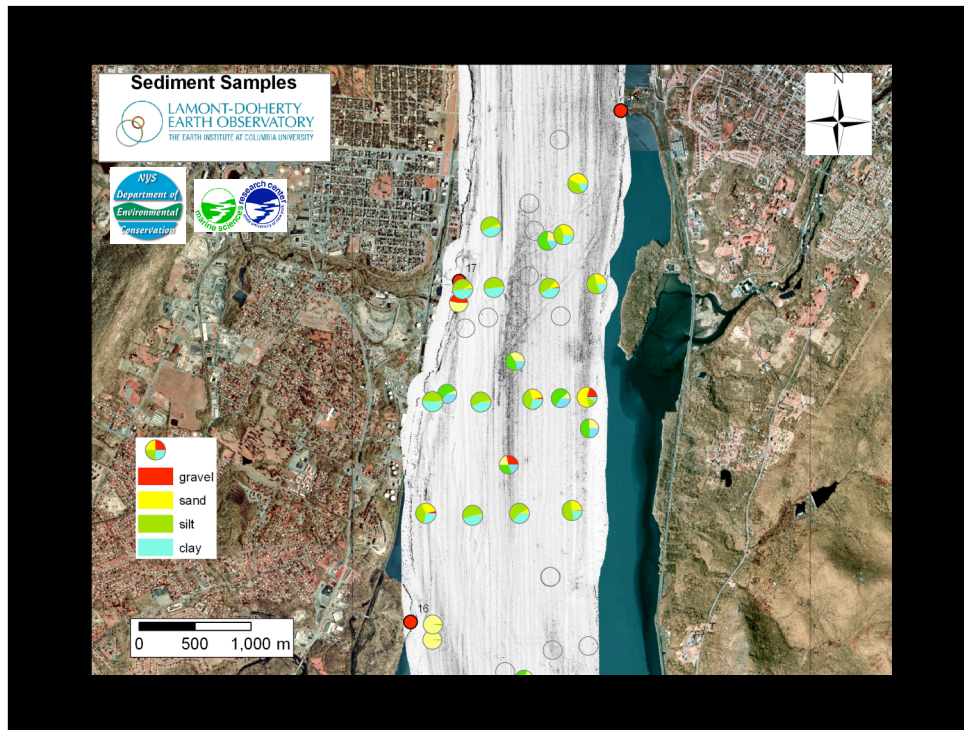 Sediment Samples
LAMONT-DOHERTY
EARTH OBSERVATORY
THE EARTH INSTITUTE AT COLUMBIA UNIVERSITY
N
NYS
Department of
Environmental
Conservation
marine sciences
research center
17
gravel
sand
silt
clay
16
0 500 1,000 m